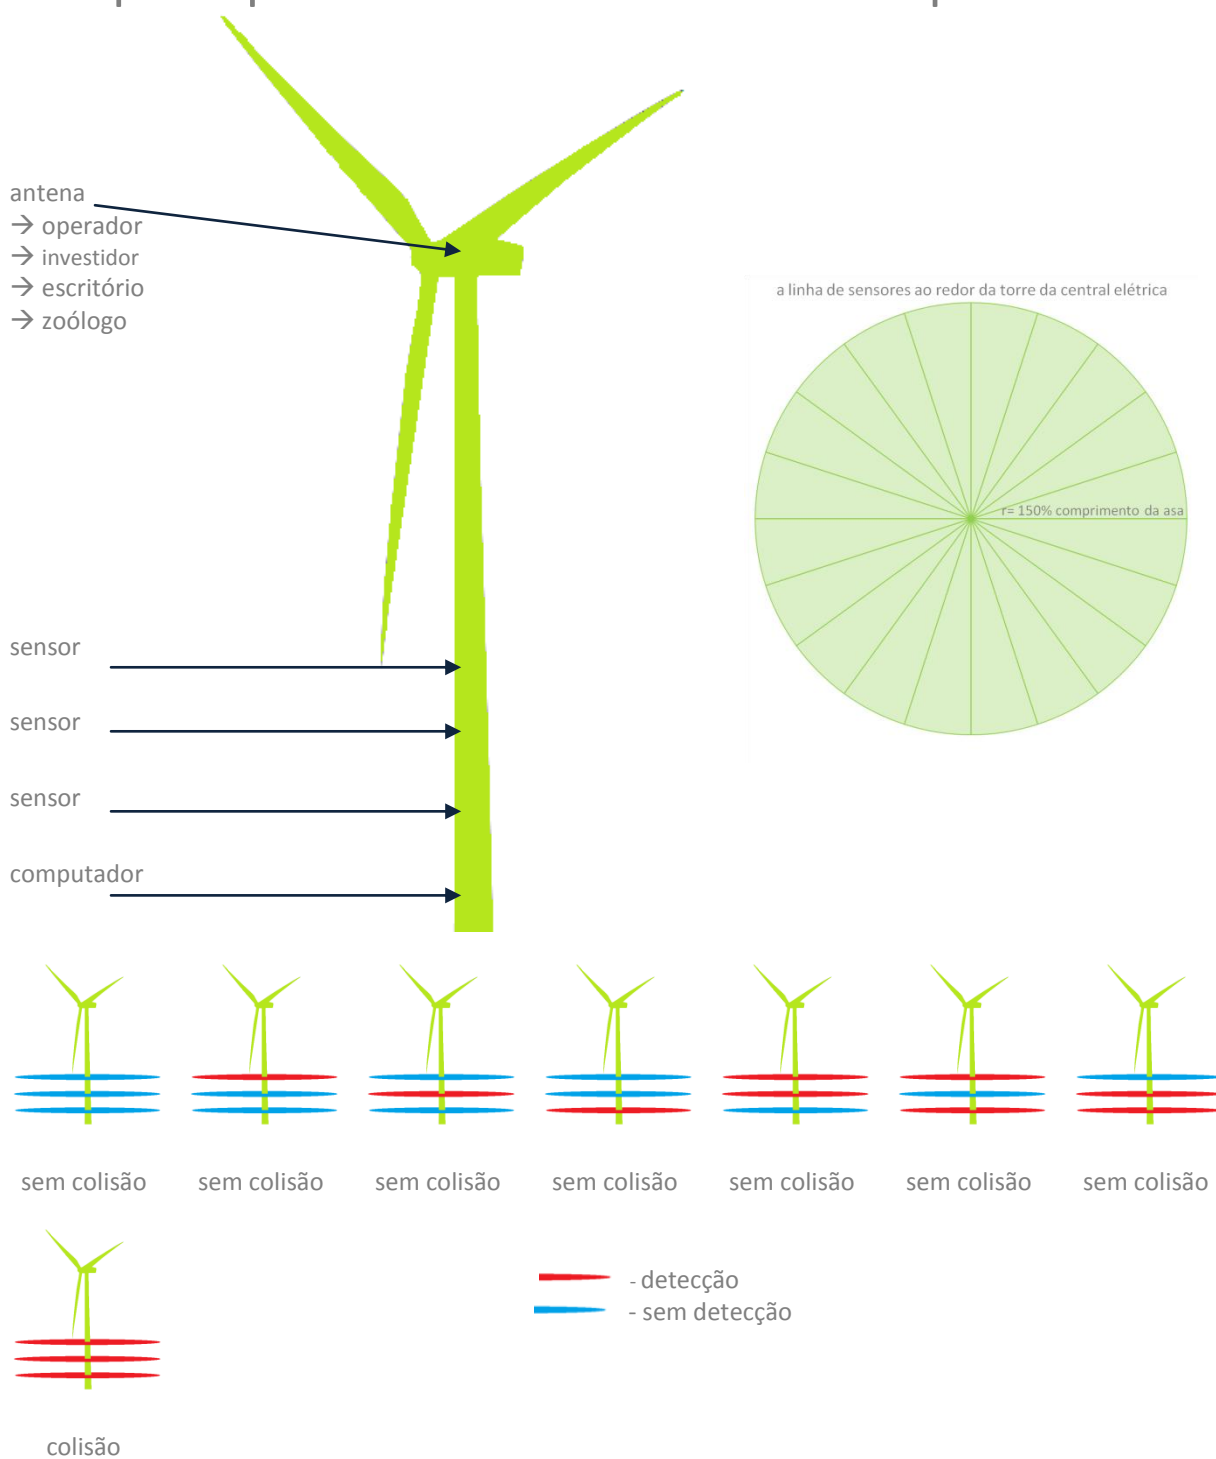 antena
→ operador
→ investidor
→ escritório
→ zoólogo
a linha de sensores ao redor da torre da central elétrica
r= 150% comprimento da asa
sensor
sensor
sensor
computador
sem colisão
sem colisão
sem colisão
sem colisão
sem colisão
sem colisão
sem colisão
- detecção
- sem detecção
colisão